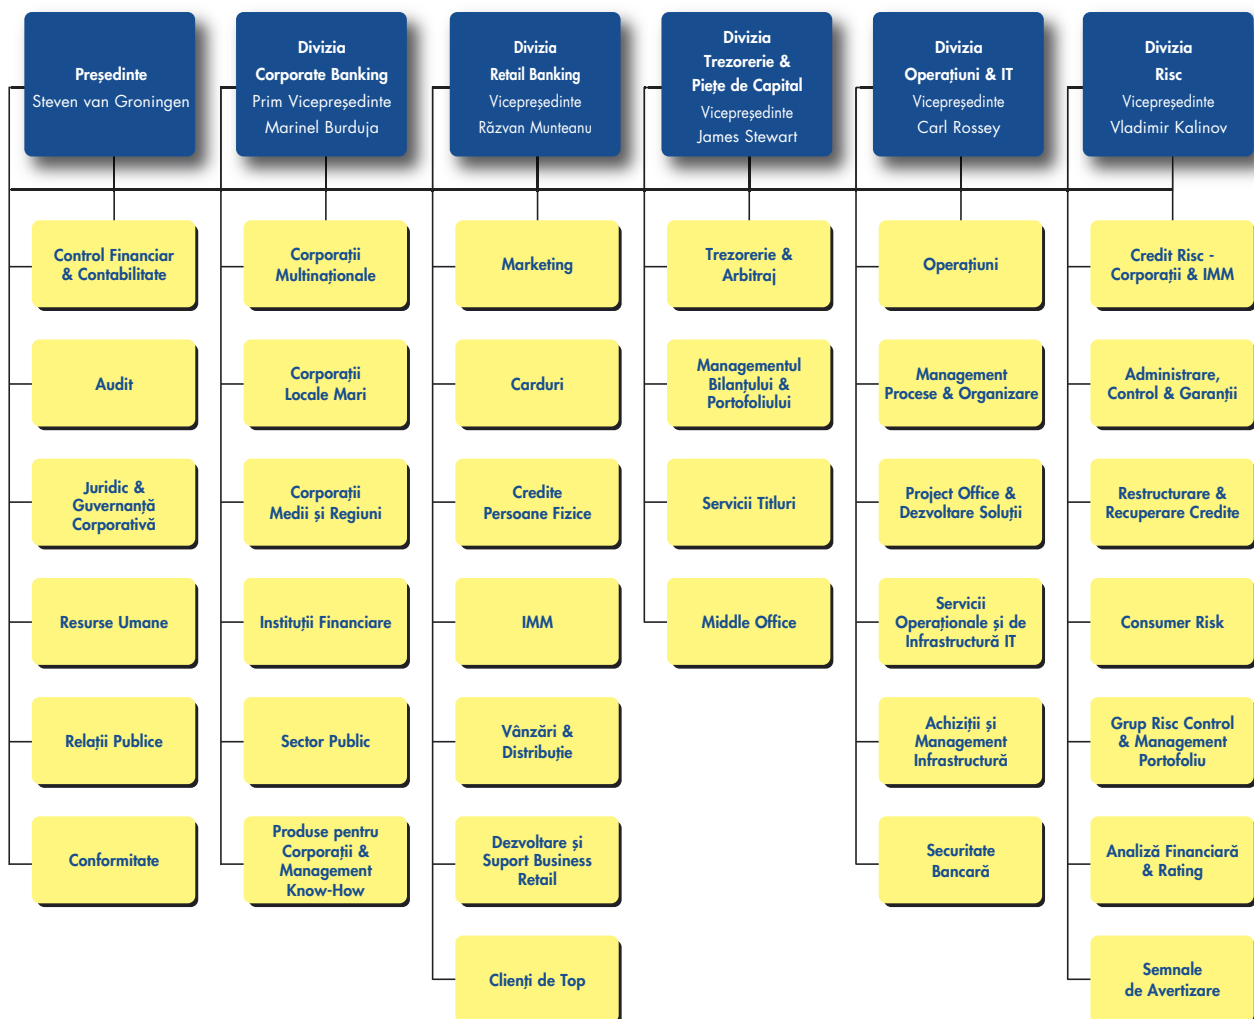 Președinte
Steven van Groningen
Divizia
Corporate Banking
Prim Vicepreședinte
Marinel Burduja
Divizia
Retail Banking
Vicepreședinte
Răzvan Munteanu
Divizia
Trezorerie &
Piețe de Capital
Vicepreședinte
James Stewart
Divizia
Operațiuni & IT
Vicepreședinte
Carl Rossey
Divizia
Risc
Vicepreședinte
Vladimir Kalinov
Control Financiar
& Contabilitate
Corporații
Multinaționale
Marketing
Trezorerie &
Arbitraj
Operațiuni
Credit Risc -
Corporații & IMM
Audit
Corporații
Locale Mari
Carduri
Managementul
Bilanțului &
Portofoliului
Management
Procese & Organizare
Administrare,
Control & Garanții
Juridic &
Guvernanță
Corporativă
Corporații
Medii și Regiuni
Credite
Persoane Fizice
Servicii Titluri
Project Office &
Dezvoltare Soluții
Restructurare &
Recuperare Credite
Resurse Umane
Instituții Financiare
IMM
Middle Office
Servicii
Operaționale și de
Infrastructură IT
Consumer Risk
Relații Publice
Sector Public
Vânzări &
Distribuție
Achiziții și
Management
Infrastructură
Grup Risc Control
& Management
Portofoliu
Conformitate
Produse pentru
Corporații &
Management
Know-How
Dezvoltare și
Suport Business
Retail
Securitate
Bancară
Analiză Financiară
& Rating
Clienți de Top
Semnale
de Avertizare